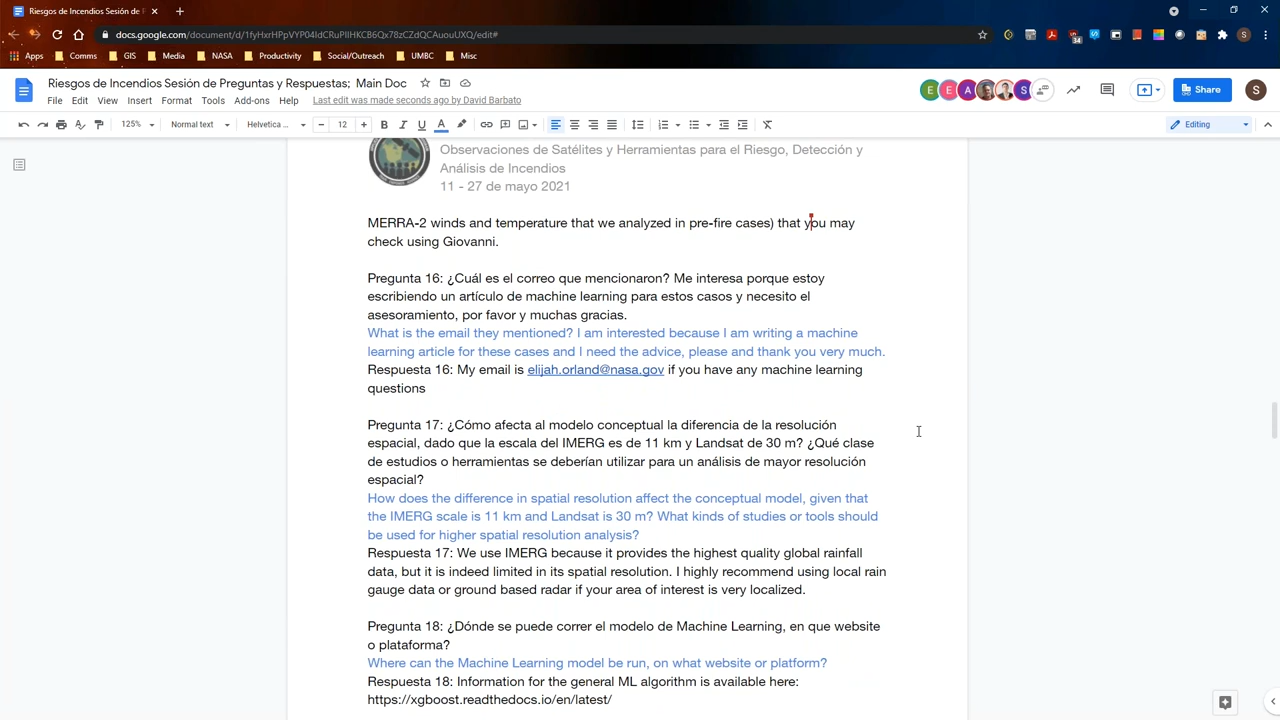 Riesgos de Incendios Sesión de
docs.google.com/document/d/1fyHxrHPpVYP04IdCRuPIIHKCB6Qx78zCZdQCAuouUXQ/edit#
Apps Comms GIS Media NASA Productivity Social/Outreach UMBC Misc
Riesgos de Incendios Sesión de Preguntas y Respuestas; Main Doc
E E A S
Share S
File Edit View Insert Format Tools Add-ons Help Last edit was made seconds ago by David Barbato
125% Normal text Helvetica ... 12 B I U A Editing
Observaciones de Satélites y Herramientas para el Riesgo, Detección y
Análisis de Incendios
11 - 27 de mayo 2021
MERRA-2 winds and temperature that we analyzed in pre-fire cases) that you may
check using Giovanni.
Pregunta 16: ¿Cuál es el correo que mencionaron? Me interesa porque estoy
escribiendo un artículo de machine learning para estos casos y necesito el
asesoramiento, por favor y muchas gracias.
What is the email they mentioned? I am interested because I am writing a machine
learning article for these cases and I need the advice, please and thank you very much.
Respuesta 16: My email is elijah.orland@nasa.gov if you have any machine learning
questions
Pregunta 17: ¿Cómo afecta al modelo conceptual la diferencia de la resolución
espacial, dado que la escala del IMERG es de 11 km y Landsat de 30 m? ¿Qué clase
de estudios o herramientas se deberían utilizar para un análisis de mayor resolución
espacial?
How does the difference in spatial resolution affect the conceptual model, given that
the IMERG scale is 11 km and Landsat is 30 m? What kinds of studies or tools should
be used for higher spatial resolution analysis?
Respuesta 17: We use IMERG because it provides the highest quality global rainfall
data, but it is indeed limited in its spatial resolution. I highly recommend using local rain
gauge data or ground based radar if your area of interest is very localized.
Pregunta 18: ¿Dónde se puede correr el modelo de Machine Learning, en que website
o plataforma?
Where can the Machine Learning model be run, on what website or platform?
Respuesta 18: Information for the general ML algorithm is available here:
https://xgboost.readthedocs.io/en/latest/